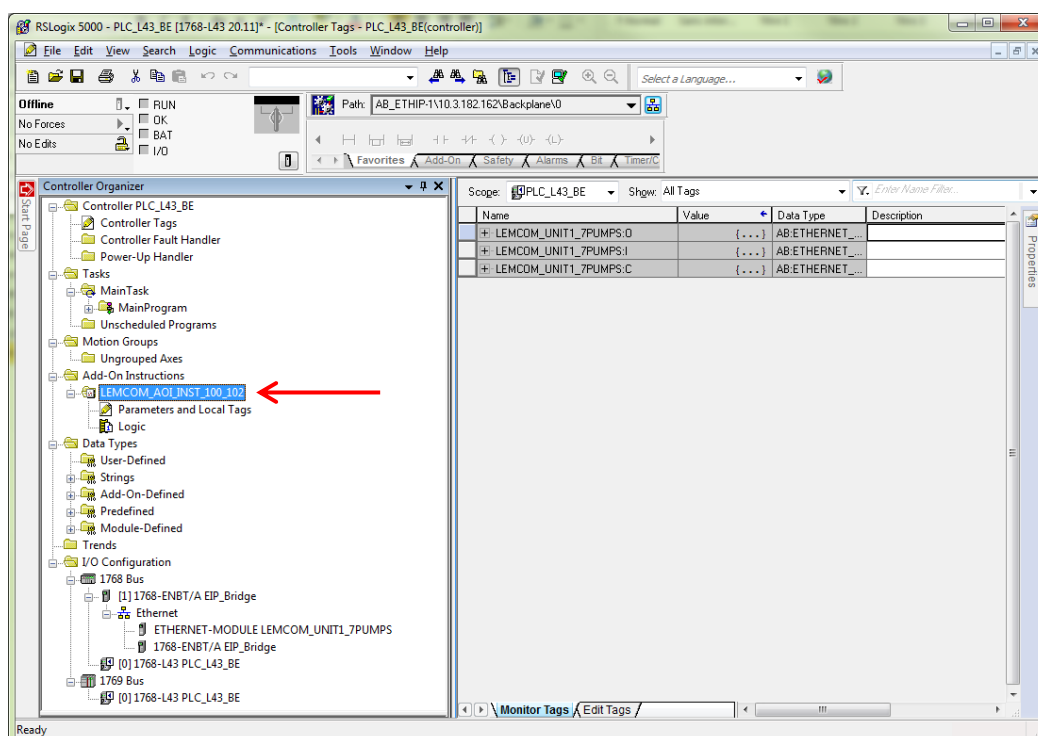 RSLogix 5000 - PLC_L43_BE [1768-L43 20.11]* - [Controller Tags - PLC_L43_BE(controller)]
File Edit View Search Logic Communications Tools Window Help
Select a Language...
Offline
RUN
No Forces
OK
No Edits
BAT
I/O
Path: AB_ETHIP-1\10.3.182.162\Backplane\0
Favorites Add-On Safety Alarms Bit Timer/C
Start Page
Controller Organizer
Controller PLC_L43_BE
Controller Tags
Controller Fault Handler
Power-Up Handler
Tasks
MainTask
MainProgram
Unscheduled Programs
Motion Groups
Ungrouped Axes
Add-On Instructions
LEMCOM_AOI_INST_100_102
Parameters and Local Tags
Logic
Data Types
User-Defined
Strings
Add-On-Defined
Predefined
Module-Defined
Trends
I/O Configuration
1768 Bus
[1] 1768-ENBT/A EIP_Bridge
Ethernet
ETHERNET-MODULE LEMCOM_UNIT1_7PUMPS
1768-ENBT/A EIP_Bridge
[0] 1768-L43 PLC_L43_BE
1769 Bus
[0] 1768-L43 PLC_L43_BE
Scope: PLC_L43_BE Show: All Tags Enter Name Filter...
Name Value Data Type Description
LEMCOM_UNIT1_7PUMPS:O {...} AB:ETHERNET_...
LEMCOM_UNIT1_7PUMPS:I {...} AB:ETHERNET_...
LEMCOM_UNIT1_7PUMPS:C {...} AB:ETHERNET_...
Properties
Monitor Tags Edit Tags
Ready